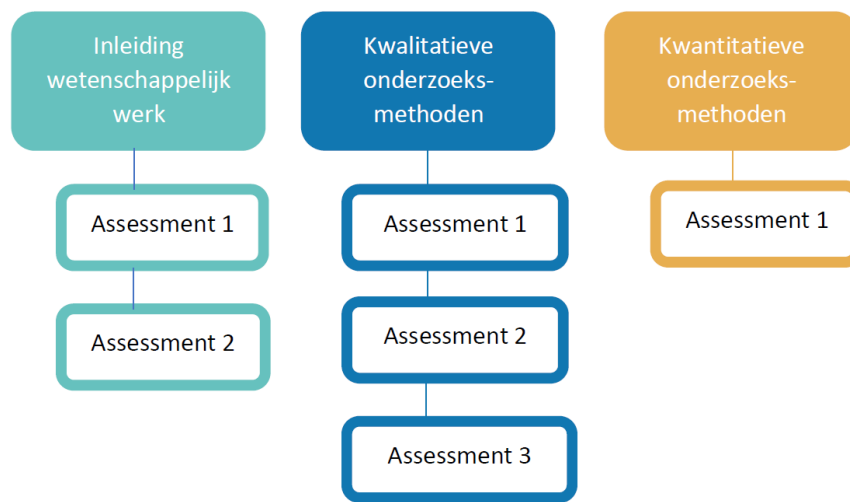 Inleiding
wetenschappelijk
werk
Assessment 1
Assessment 2
Kwalitatieve
onderzoeks-
methoden
Assessment 1
Assessment 2
Assessment 3
Kwantitatieve
onderzoeks-
methoden
Assessment 1